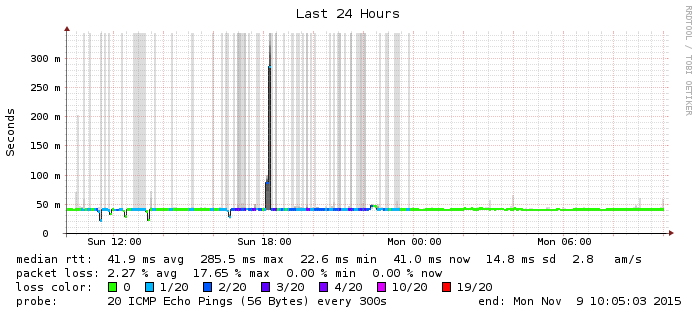 Last 24 Hours
RRDTOOL / TOBI OETIKER
Seconds
300 m
250 m
200 m
150 m
100 m
50 m
0
Sun 12:00 Sun 18:00 Mon 00:00 Mon 06:00
median rtt: 41.9 ms avg 285.5 ms max 22.6 ms min 41.0 ms now 14.8 ms sd 2.8 am/s
packet loss: 2.27 % avg 17.65 % max 0.00 % min 0.00 % now
loss color: 0 1/20 2/20 3/20 4/20 10/20 19/20
probe: 20 ICMP Echo Pings (56 Bytes) every 300s end: Mon Nov 9 10:05:03 2015